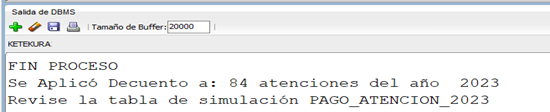 Salida de DBMS
Tamaño de Buffer: 20000
KETEKURA
FIN PROCESO
Se Aplicó Decuento a: 84 atenciones del año  2023
Revise la tabla de simulación PAGO_ATENCION_2023